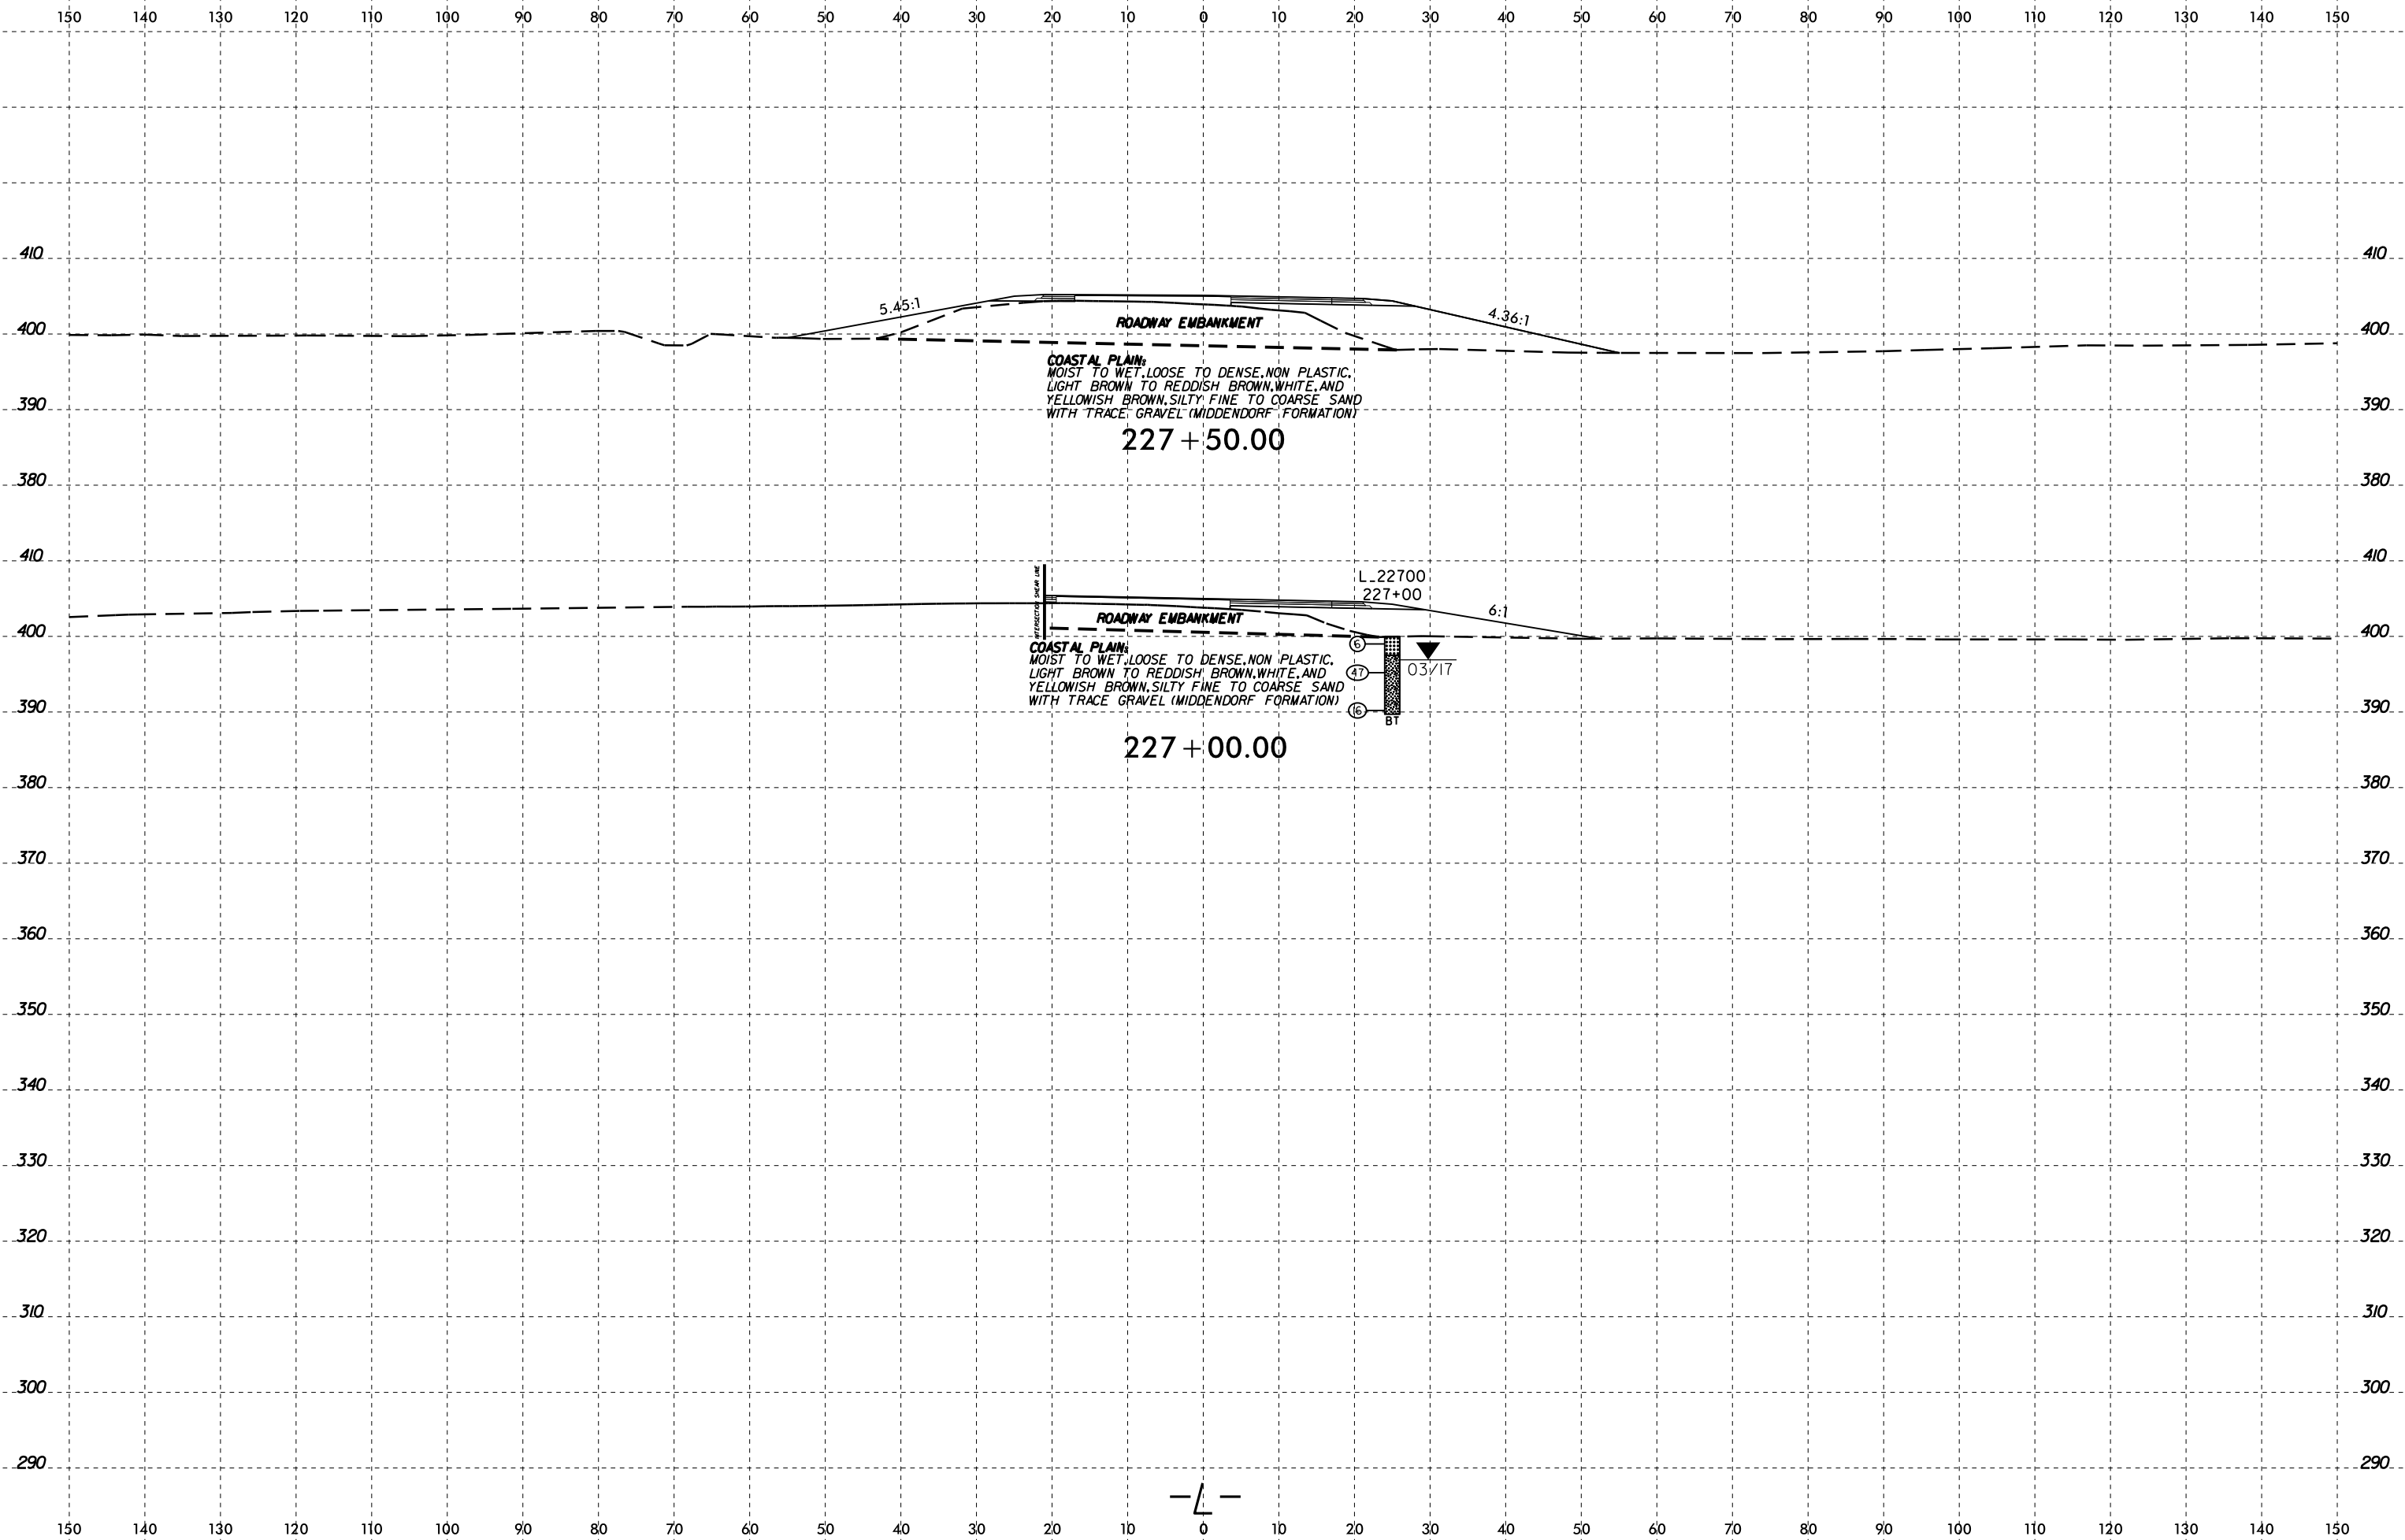 150 140 130 120 110 100 90 80 70 60 50 40 30 20 10 0 10 20 30 40 50 60 70 80 90 100 110 120 130 140 150
410 410
5.45:1 4.36:1
400 ROADWAY EMBANKMENT 400
COASTAL PLAIN:
MOIST TO WET, LOOSE TO DENSE, NON PLASTIC,
LIGHT BROWN TO REDDISH BROWN, WHITE, AND
YELLOWISH BROWN, SILTY FINE TO COARSE SAND
390 390
WITH TRACE GRAVEL (MIDDENDORF FORMATION)
227+50.00
380 380
410 410
L_22700
227+00
INTERSECTION SHEAR LINE
6:1
ROADWAY EMBANKMENT
400 400
COASTAL PLAIN:
6
MOIST TO WET, LOOSE TO DENSE, NON PLASTIC,
LIGHT BROWN TO REDDISH BROWN, WHITE, AND
47 03/17
YELLOWISH BROWN, SILTY FINE TO COARSE SAND
WITH TRACE GRAVEL (MIDDENDORF FORMATION)
390 16 390
BT
227+00.00
380 380
370 370
360 360
350 350
340 340
330 330
320 320
310 310
300 300
290 290
-L-
150 140 130 120 110 100 90 80 70 60 50 40 30 20 10 0 10 20 30 40 50 60 70 80 90 100 110 120 130 140 150